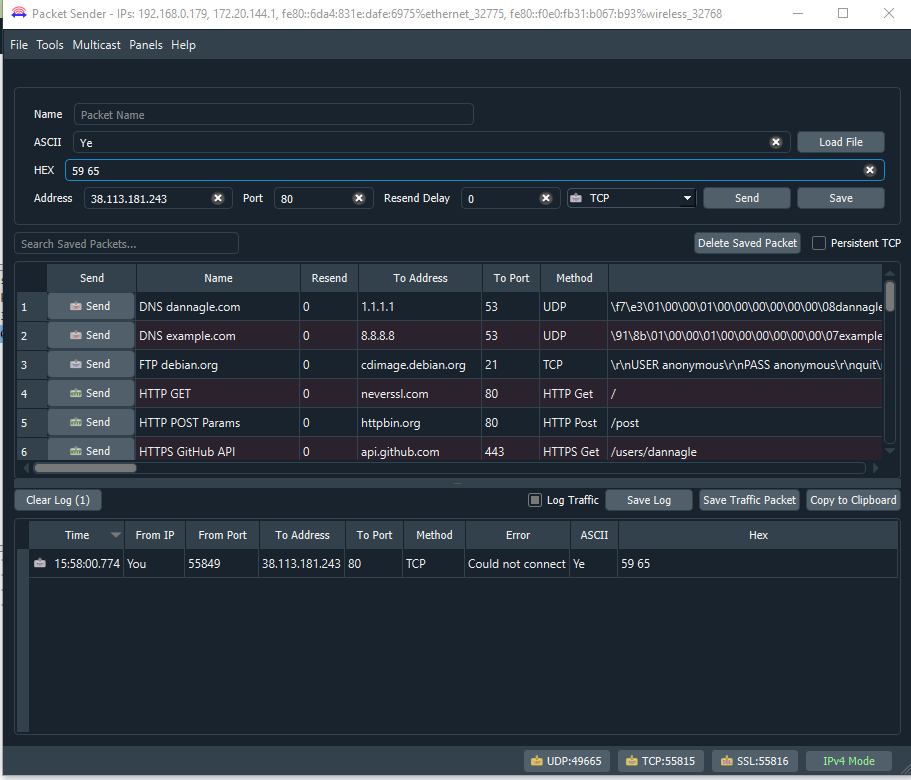 Packet Sender - IPs: 192.168.0.179, 172.20.144.1, fe80::6da4:831e:dafe:6975%ethernet_32775, fe80::f0e0:fb31:b067:b93%wireless_32768
File Tools Multicast Panels Help
Name Packet Name
ASCII Ye Load File
HEX 59 65
Address 38.113.181.243 Port 80 Resend Delay 0 TCP Send Save
Search Saved Packets... Delete Saved Packet Persistent TCP
Send Name Resend To Address To Port Method
1 Send DNS dannagle.com 0 1.1.1.1 53 UDP \f7\e3\01\00\00\01\00\00\00\00\00\00\08dannagle
2 Send DNS example.com 0 8.8.8.8 53 UDP \91\8b\01\00\00\01\00\00\00\00\00\00\07example
3 Send FTP debian.org 0 cdimage.debian.org 21 TCP \r\nUSER anonymous\r\nPASS anonymous\r\nquit\
4 Send HTTP GET 0 neverssl.com 80 HTTP Get /
5 Send HTTP POST Params 0 httpbin.org 80 HTTP Post /post
6 Send HTTPS GitHub API 0 api.github.com 443 HTTPS Get /users/dannagle
Clear Log (1) Log Traffic Save Log Save Traffic Packet Copy to Clipboard
Time From IP From Port To Address To Port Method Error ASCII Hex
15:58:00.774 You 55849 38.113.181.243 80 TCP Could not connect Ye 59 65
UDP:49665 TCP:55815 SSL:55816 IPv4 Mode